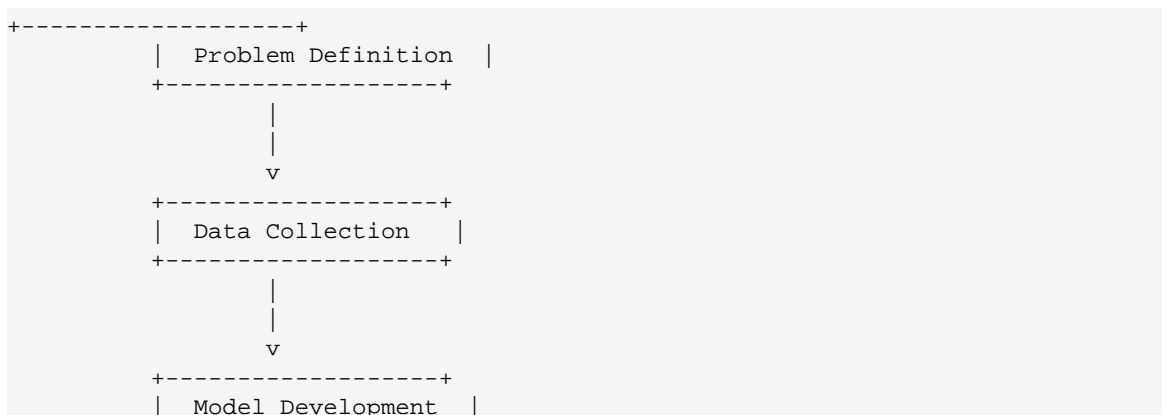 +-------------------+
          |  Problem Definition  |
          +-------------------+
                  |
                  |
                  v
          +-------------------+
          |  Data Collection   |
          +-------------------+
                  |
                  |
                  v
          +-------------------+
          |  Model Development  |